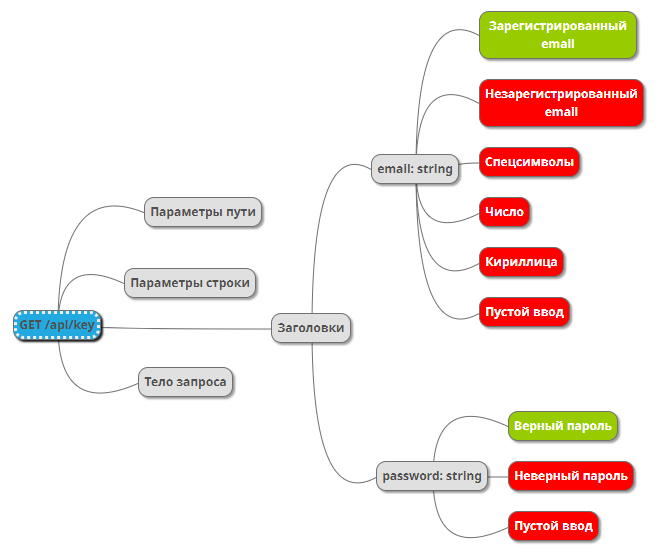 Зарегистрированный
email
Незарегистрированный
email
email: string
Спецсимволы
Число
Кириллица
Пустой ввод
Параметры пути
Параметры строки
GET /api/key
Заголовки
Тело запроса
Верный пароль
password: string
Неверный пароль
Пустой ввод